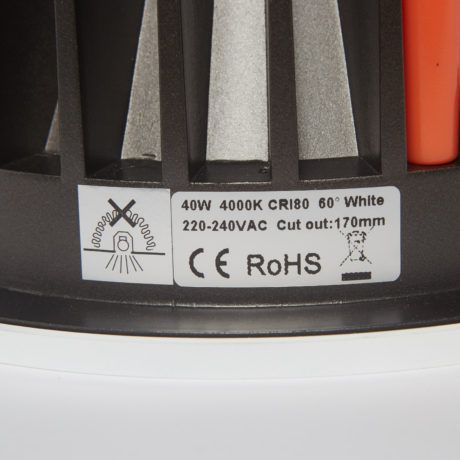 40W 4000K CRI80 60° White
220-240VAC Cut out:170mm
CE RoHS